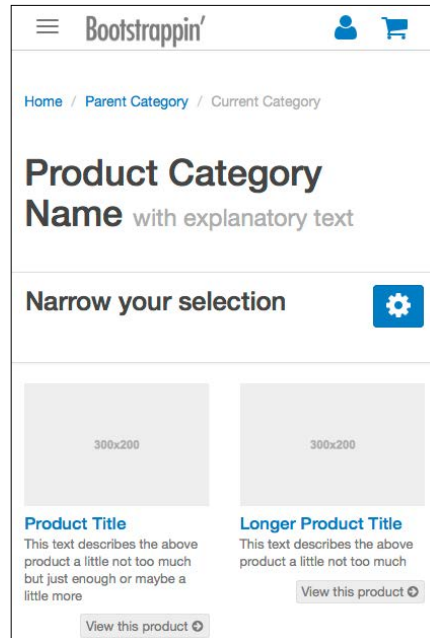 Bootstrappin’
Home / Parent Category / Current Category
Product Category
Name with explanatory text
Narrow your selection
300x200
Product Title
This text describes the above
product a little not too much
but just enough or maybe a
little more
View this product
300x200
Longer Product Title
This text describes the above
product a little not too much
View this product